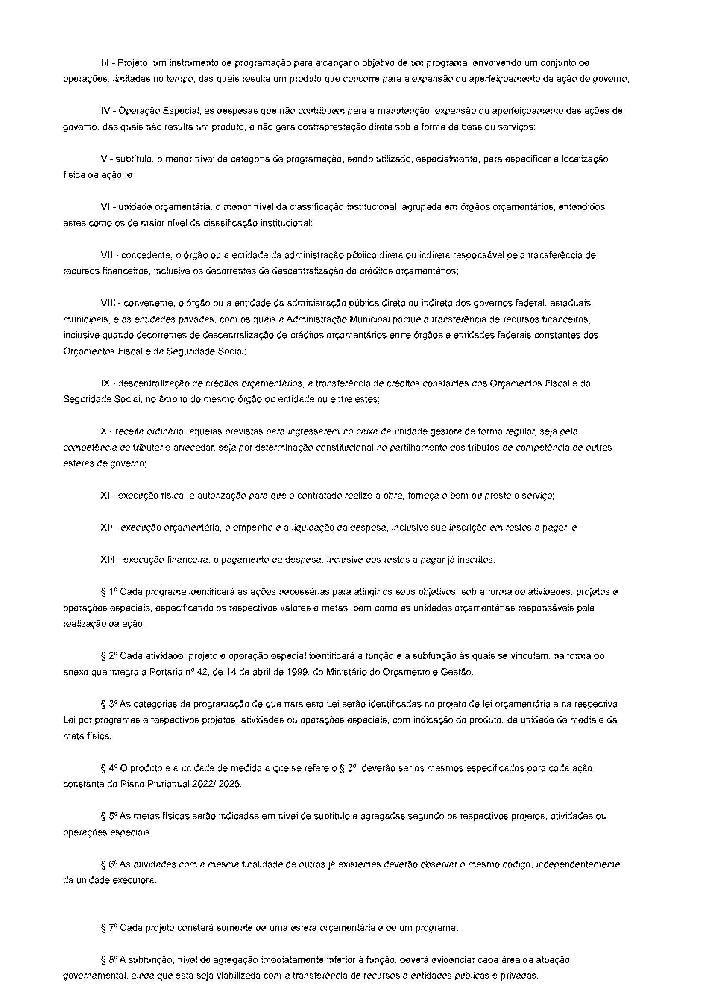 III - Projeto, um instrumento de programação para alcançar o objetivo de um programa, envolvendo um conjunto de
operações, limitadas no tempo, das quais resulta um produto que concorre para a expansão ou aperfeiçoamento da ação de governo;
IV - Operação Especial, as despesas que não contribuem para a manutenção, expansão ou aperfeiçoamento das ações de
governo, das quais não resulta um produto, e não gera contraprestação direta sob a forma de bens ou serviços;
V - subtítulo, o menor nível de categoria de programação, sendo utilizado, especialmente, para especificar a localização
física da ação; e
VI - unidade orçamentária, o menor nível da classificação institucional, agrupada em órgãos orçamentários, entendidos
estes como os de maior nível da classificação institucional;
VII - concedente, o órgão ou a entidade da administração pública direta ou indireta responsável pela transferência de
recursos financeiros, inclusive os decorrentes de descentralização de créditos orçamentários;
VIII - convenente, o órgão ou a entidade da administração pública direta ou indireta dos governos federal, estaduais,
municipais, e as entidades privadas, com os quais a Administração Municipal pactue a transferência de recursos financeiros,
inclusive quando decorrentes de descentralização de créditos orçamentários entre órgãos e entidades federais constantes dos
Orçamentos Fiscal e da Seguridade Social;
IX - descentralização de créditos orçamentários, a transferência de créditos constantes dos Orçamentos Fiscal e da
Seguridade Social, no âmbito do mesmo órgão ou entidade ou entre estes;
X - receita ordinária, aquelas previstas para ingressarem no caixa da unidade gestora de forma regular, seja pela
competência de tributar e arrecadar, seja por determinação constitucional no partilhamento dos tributos de competência de outras
esferas de governo;
XI - execução física, a autorização para que o contratado realize a obra, forneça o bem ou preste o serviço;
XII - execução orçamentária, o empenho e a liquidação da despesa, inclusive sua inscrição em restos a pagar; e
XIII - execução financeira, o pagamento da despesa, inclusive dos restos a pagar já inscritos.
§ 1º Cada programa identificará as ações necessárias para atingir os seus objetivos, sob a forma de atividades, projetos e
operações especiais, especificando os respectivos valores e metas, bem como as unidades orçamentárias responsáveis pela
realização da ação.
§ 2º Cada atividade, projeto e operação especial identificará a função e a subfunção às quais se vinculam, na forma do
anexo que integra a Portaria nº 42, de 14 de abril de 1999, do Ministério do Orçamento e Gestão.
§ 3º As categorias de programação de que trata esta Lei serão identificadas no projeto de lei orçamentária e na respectiva
Lei por programas e respectivos projetos, atividades ou operações especiais, com indicação do produto, da unidade de media e da
meta física.
§ 4º O produto e a unidade de medida a que se refere o § 3º  deverão ser os mesmos especificados para cada ação
constante do Plano Plurianual 2022/ 2025.
§ 5º As metas físicas serão indicadas em nível de subtítulo e agregadas segundo os respectivos projetos, atividades ou
operações especiais.
§ 6º As atividades com a mesma finalidade de outras já existentes deverão observar o mesmo código, independentemente
da unidade executora.
§ 7º Cada projeto constará somente de uma esfera orçamentária e de um programa.
§ 8º A subfunção, nível de agregação imediatamente inferior à função, deverá evidenciar cada área da atuação
governamental, ainda que esta seja viabilizada com a transferência de recursos a entidades públicas e privadas.